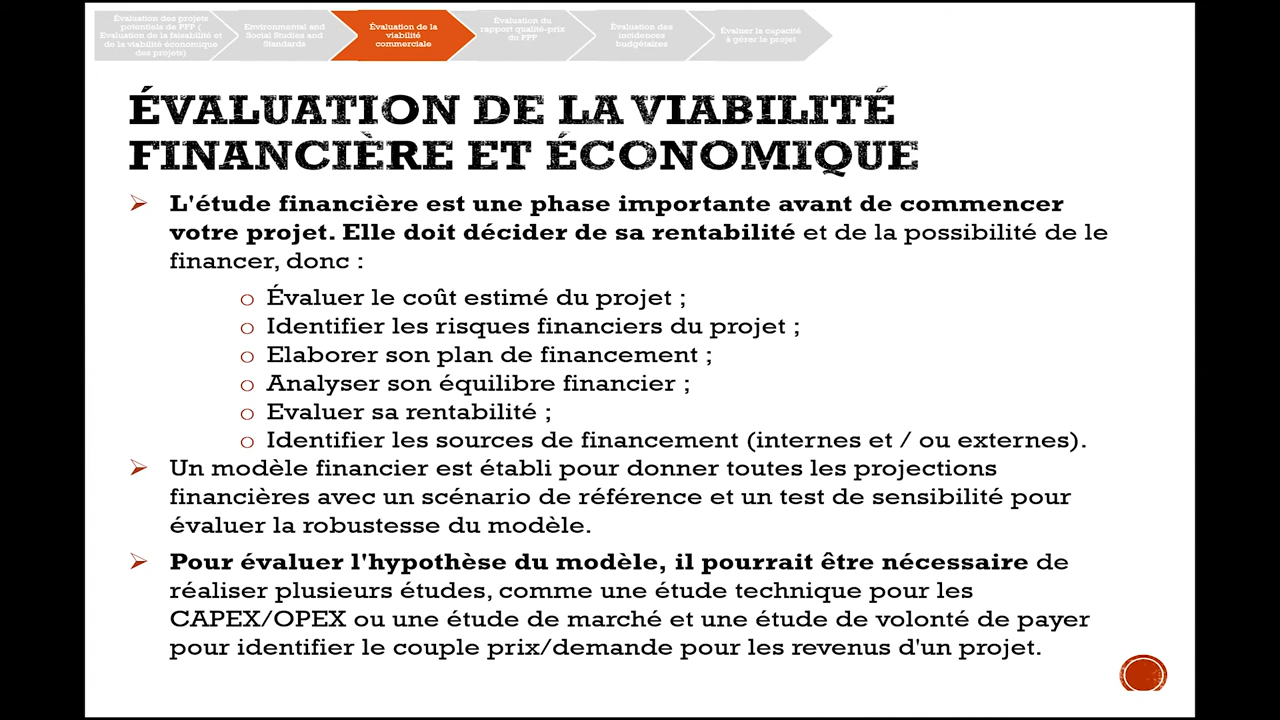 Évaluation des projets
potentiels de PPP (
Évaluation de la faisabilité et
de la viabilité économique
des projets)
Environmental and
Social Studies and
Standards
Évaluation de la
viabilité
commerciale
Évaluation du
rapport qualité-prix
du PPP
Évaluation des
incidences
budgétaires
Évaluer la capacité
à gérer le projet
ÉVALUATION DE LA VIABILITÉ
FINANCIÈRE ET ÉCONOMIQUE
L'étude financière est une phase importante avant de commencer
votre projet. Elle doit décider de sa rentabilité et de la possibilité de le
financer, donc :
Évaluer le coût estimé du projet ;
Identifier les risques financiers du projet ;
Elaborer son plan de financement ;
Analyser son équilibre financier ;
Evaluer sa rentabilité ;
Identifier les sources de financement (internes et / ou externes).
Un modèle financier est établi pour donner toutes les projections
financières avec un scénario de référence et un test de sensibilité pour
évaluer la robustesse du modèle.
Pour évaluer l'hypothèse du modèle, il pourrait être nécessaire de
réaliser plusieurs études, comme une étude technique pour les
CAPEX/OPEX ou une étude de marché et une étude de volonté de payer
pour identifier le couple prix/demande pour les revenus d'un projet.